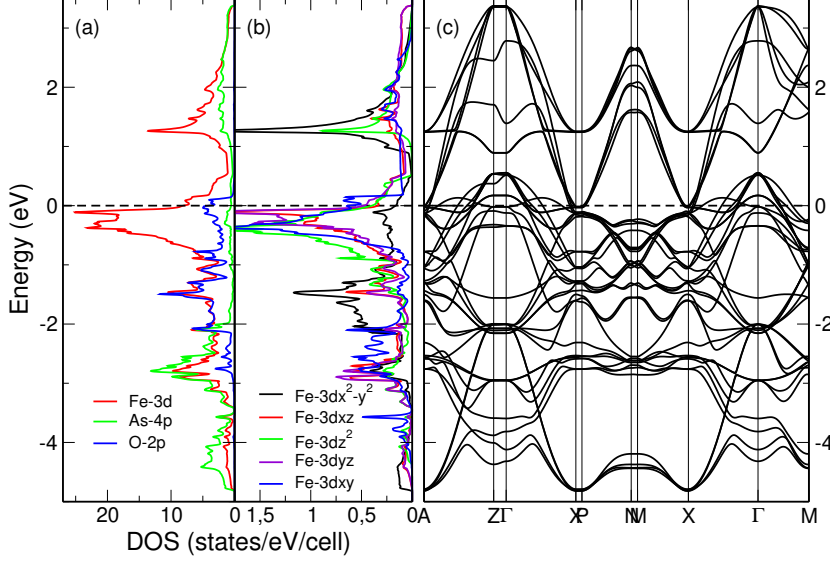 (a)
(b)
(c)
Energy (eV)
2
0
-2
-4
2
0
-2
-4
Fe-3d
As-4p
O-2p
Fe-3dx²-y²
Fe-3dxz
Fe-3dz²
Fe-3dyz
Fe-3dxy
20 10 0
1,5 1 0,5 0
A Z Γ X P N M X Γ M
DOS (states/eV/cell)